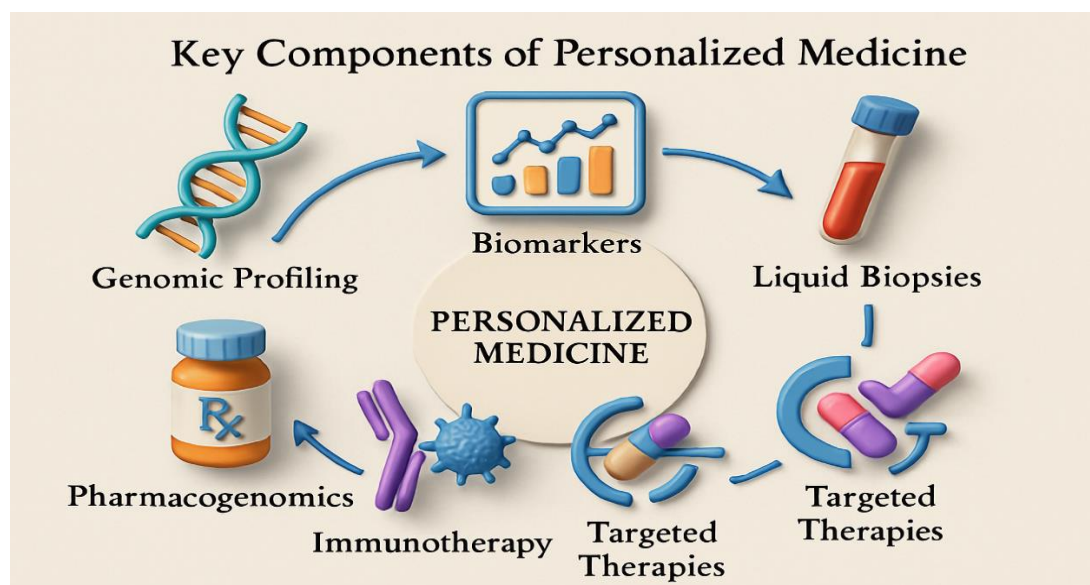 Key Components of Personalized Medicine
Genomic Profiling
Biomarkers
Liquid Biopsies
PERSONALIZED
MEDICINE
Rx
Pharmacogenomics
Immunotherapy
Targeted
Therapies
Targeted
Therapies